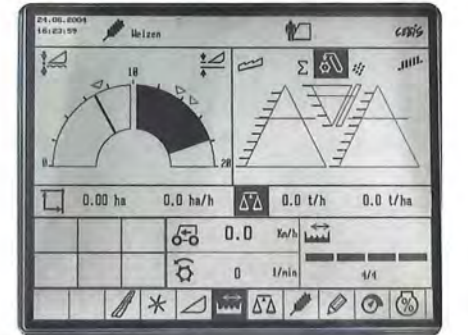 24.06.2004
16:23:59 Weizen CEBIS
10
0 20
Σ
0.00 ha 0.0 ha/h 0.0 t/h 0.0 t/ha
0.0 Km/h
0 1/min 4/4
%